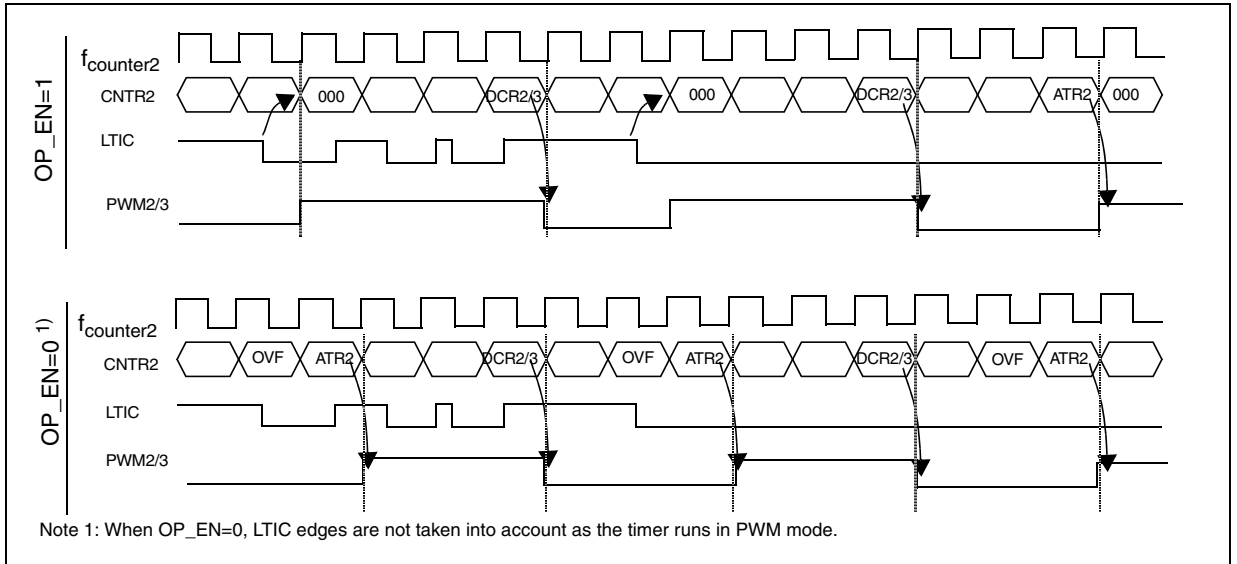 OP_EN=1
fcounter2
CNTR2 000 DCR2/3 000 DCR2/3 ATR2 000
LTIC
PWM2/3
OP_EN=0 1)
fcounter2
CNTR2 OVF ATR2 DCR2/3 OVF ATR2 DCR2/3 OVF ATR2
LTIC
PWM2/3
Note 1: When OP_EN=0, LTIC edges are not taken into account as the timer runs in PWM mode.